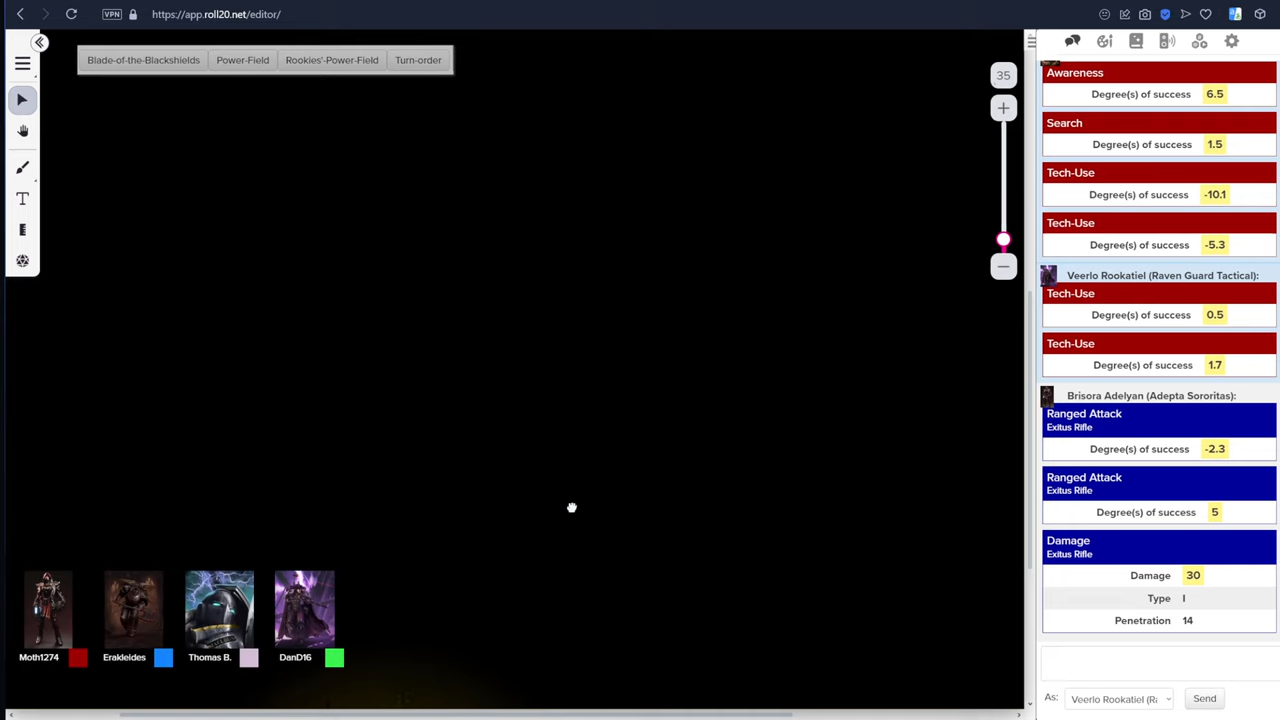 VPN https://app.roll20.net/editor/
Blade-of-the-Blackshields Power-Field Rookies'-Power-Field Turn-order
35
Awareness
Degree(s) of success 6.5
Search
Degree(s) of success 1.5
Tech-Use
Degree(s) of success -10.1
Tech-Use
Degree(s) of success -5.3
Veerlo Rookatiel (Raven Guard Tactical):
Tech-Use
Degree(s) of success 0.5
Tech-Use
Degree(s) of success 1.7
Brisora Adelyan (Adepta Sororitas):
Ranged Attack
Exitus Rifle
Degree(s) of success -2.3
Ranged Attack
Exitus Rifle
Degree(s) of success 5
Damage
Exitus Rifle
Damage 30
Type I
Penetration 14
Moth1274 Erakleides Thomas B. DanD16
As: Veerlo Rookatiel (Ra Send